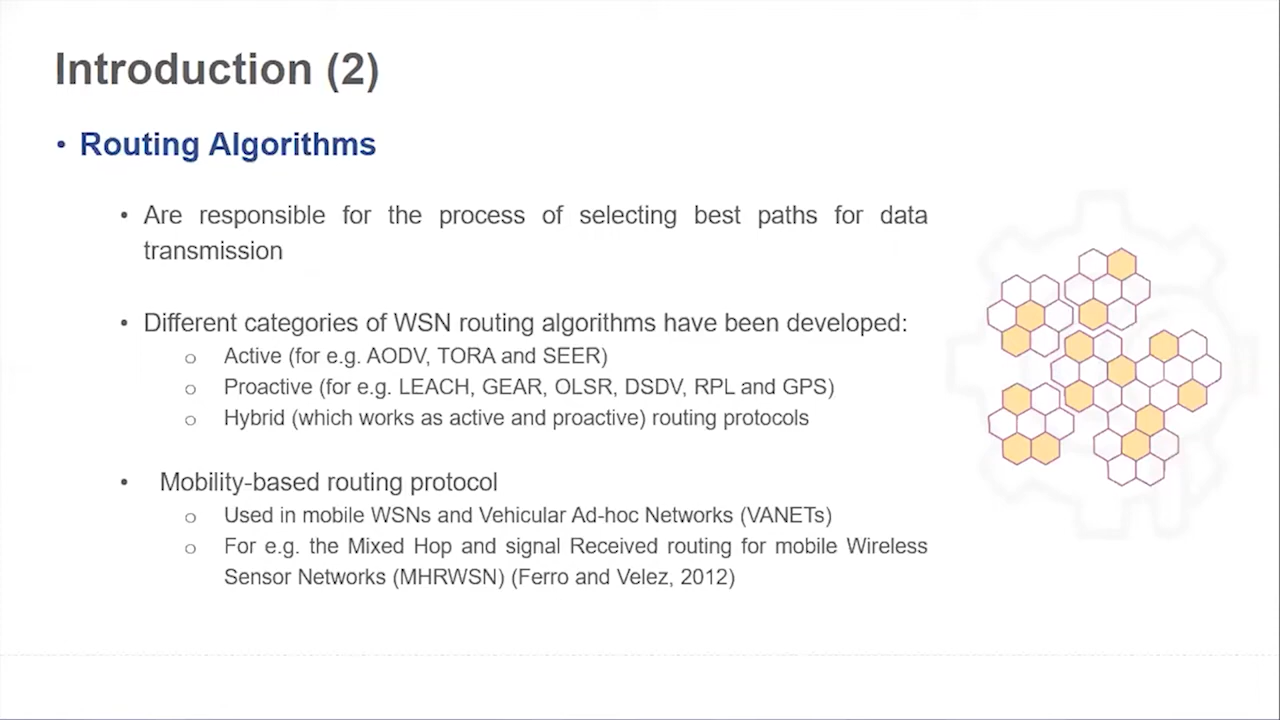 Introduction (2)
• Routing Algorithms
• Are responsible for the process of selecting best paths for data
transmission
• Different categories of WSN routing algorithms have been developed:
o Active (for e.g. AODV, TORA and SEER)
o Proactive (for e.g. LEACH, GEAR, OLSR, DSDV, RPL and GPS)
o Hybrid (which works as active and proactive) routing protocols
• Mobility-based routing protocol
o Used in mobile WSNs and Vehicular Ad-hoc Networks (VANETs)
o For e.g. the Mixed Hop and signal Received routing for mobile Wireless
Sensor Networks (MHRWSN) (Ferro and Velez, 2012)